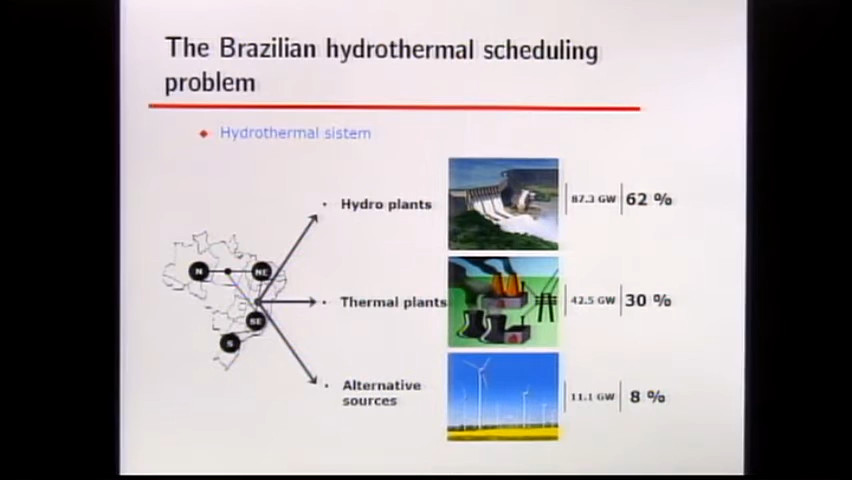 The Brazilian hydrothermal scheduling
problem
Hydrothermal sistem
Hydro plants
87.3 GW
62 %
N
NE
Thermal plants
42.5 GW
30 %
SE
S
Alternative
sources
11.1 GW
8 %